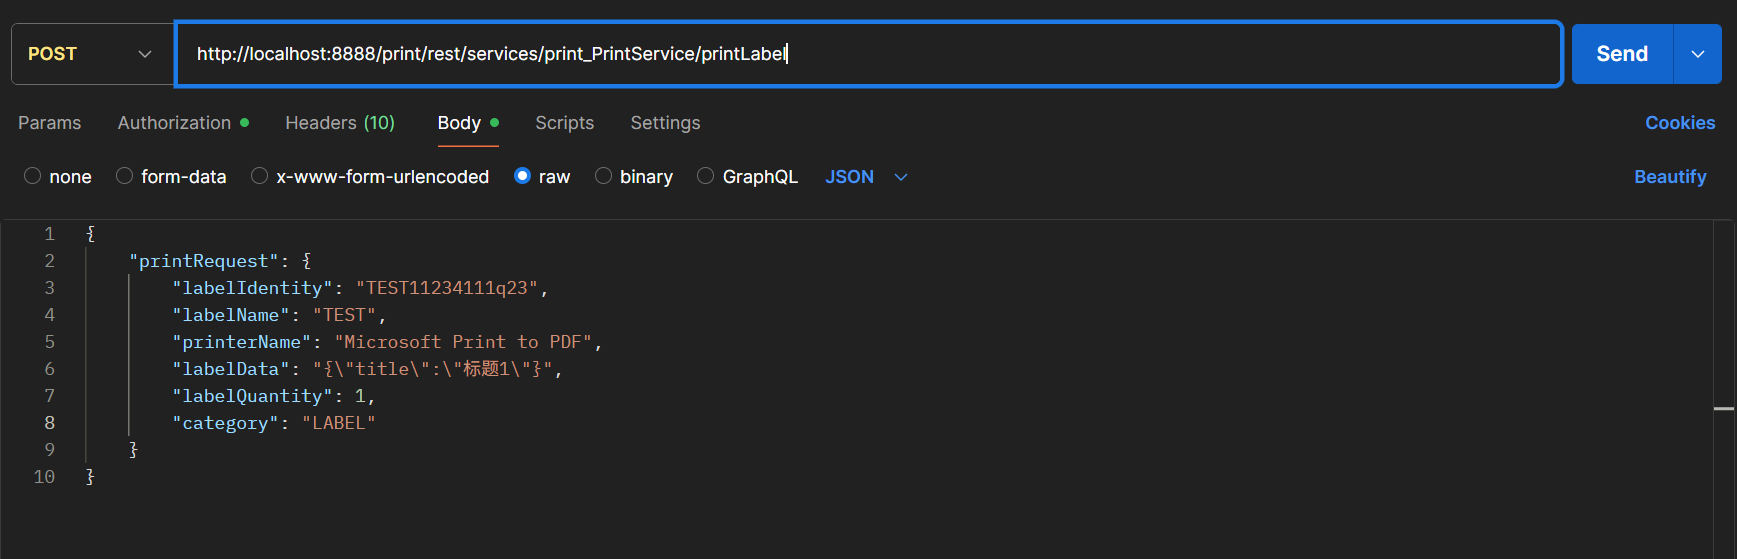 POST http://localhost:8888/print/rest/services/print_PrintService/printLabel Send
Params Authorization Headers (10) Body Scripts Settings Cookies
none form-data x-www-form-urlencoded raw binary GraphQL JSON Beautify
1 {
2 "printRequest": {
3 "labelIdentity": "TEST11234111q23",
4 "labelName": "TEST",
5 "printerName": "Microsoft Print to PDF",
6 "labelData": "{\"title\":\"标题1\"}",
7 "labelQuantity": 1,
8 "category": "LABEL"
9 }
10 }